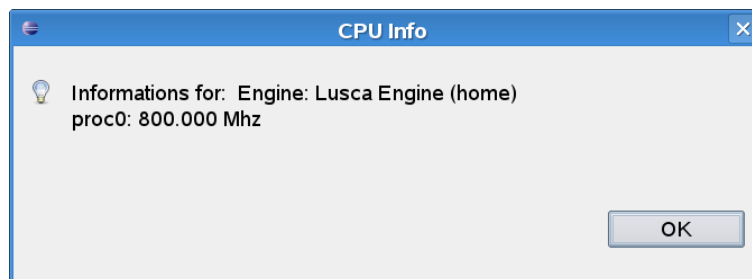 CPU Info
Informations for:  Engine: Lusca Engine (home)
proc0: 800.000 Mhz
OK